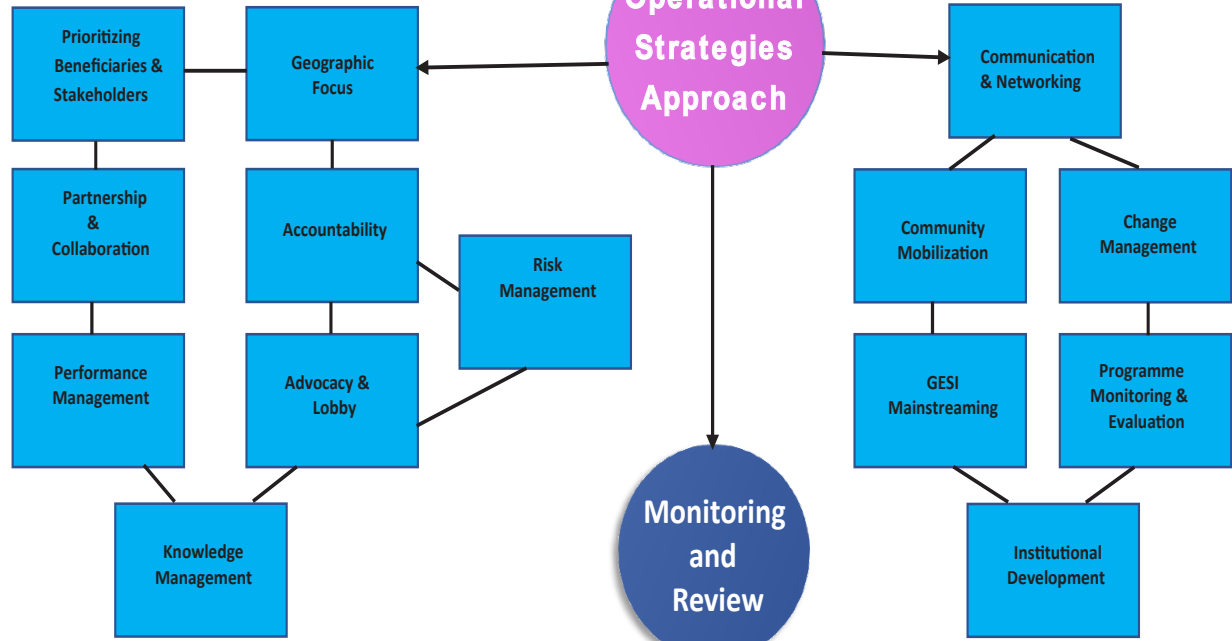 Operational
Strategies
Approach
Prioritizing
Beneficiaries &
Stakeholders
Geographic
Focus
Communication
& Networking
Partnership
&
Collaboration
Accountability
Risk
Management
Community
Mobilization
Change
Management
Performance
Management
Advocacy &
Lobby
GESI
Mainstreaming
Programme
Monitoring &
Evaluation
Knowledge
Management
Monitoring
and
Review
Institutional
Development